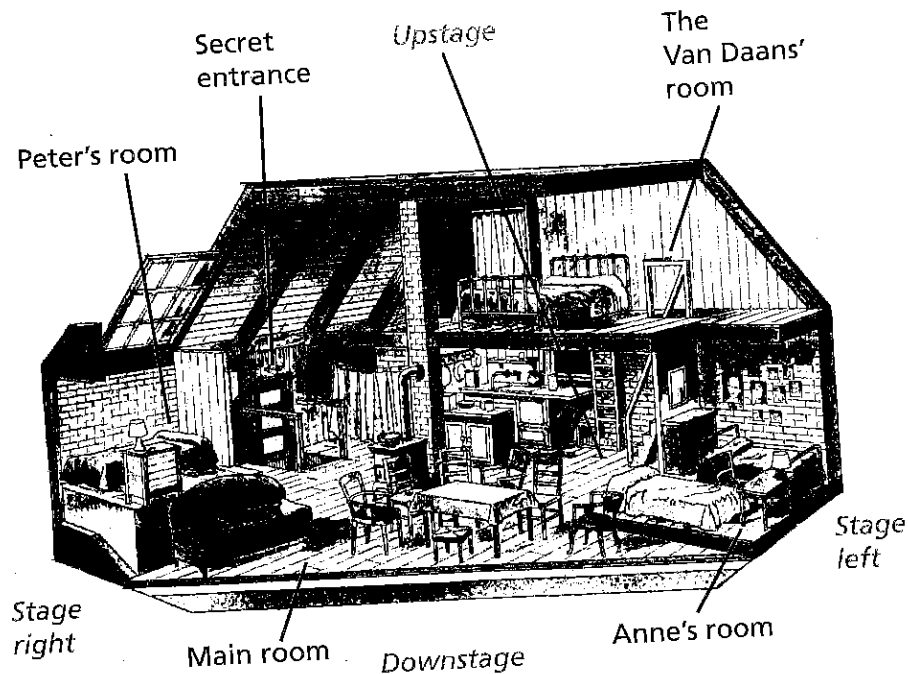 Secret
entrance
Upstage
The
Van Daans'
room
Peter's room
Stage
left
Stage
right
Main room
Downstage
Anne's room